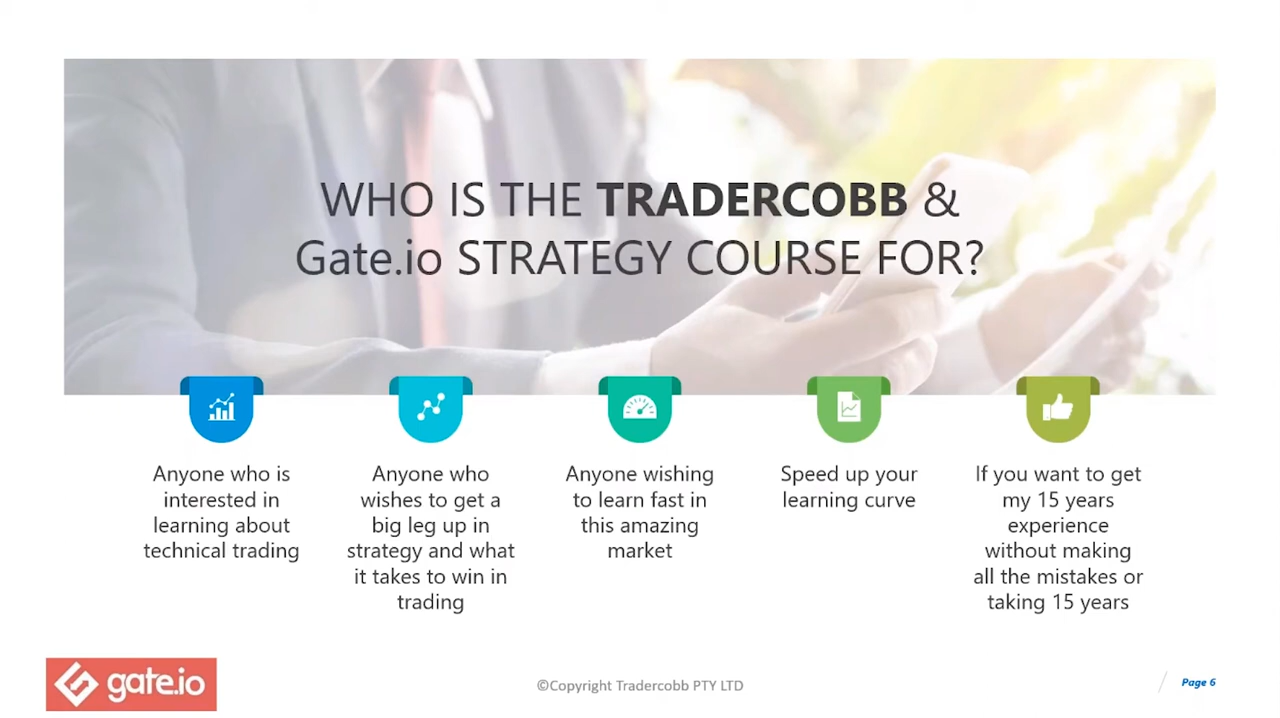 WHO IS THE TRADERCOBB &
Gate.io STRATEGY COURSE FOR?
Anyone who is
interested in
learning about
technical trading
Anyone who
wishes to get a
big leg up in
strategy and what
it takes to win in
trading
Anyone wishing
to learn fast in
this amazing
market
Speed up your
learning curve
If you want to get
my 15 years
experience
without making
all the mistakes or
taking 15 years
gate.io
©Copyright Tradercobb PTY LTD
Page 6